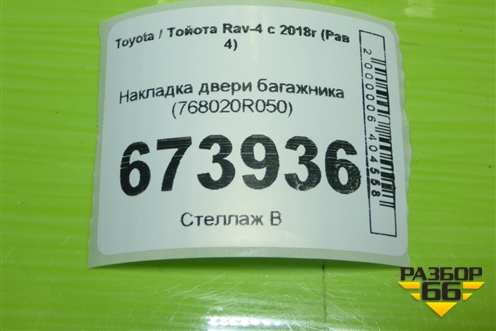 Toyota / Тойота Rav-4 с 2018г (Рав
4)
Накладка двери багажника
(768020R050)
673936
Стеллаж В
2000006404558
РАЗБОР
66